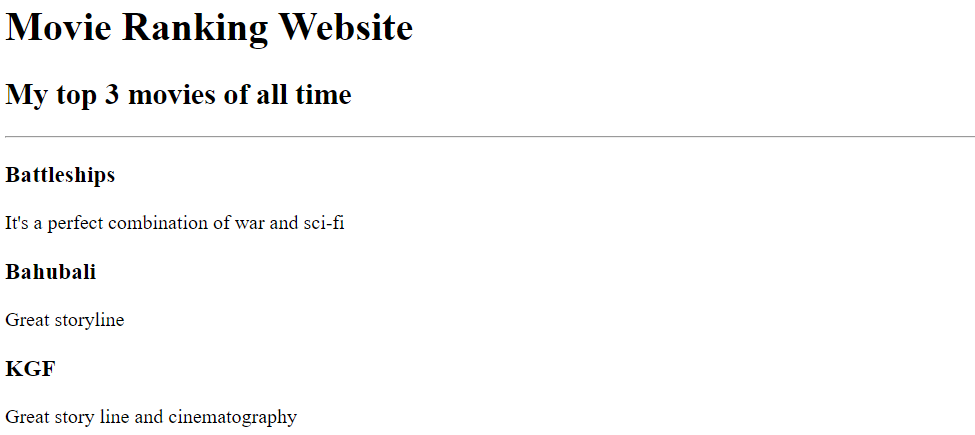 Movie Ranking Website
My top 3 movies of all time
Battleships
It's a perfect combination of war and sci-fi
Bahubali
Great storyline
KGF
Great story line and cinematography